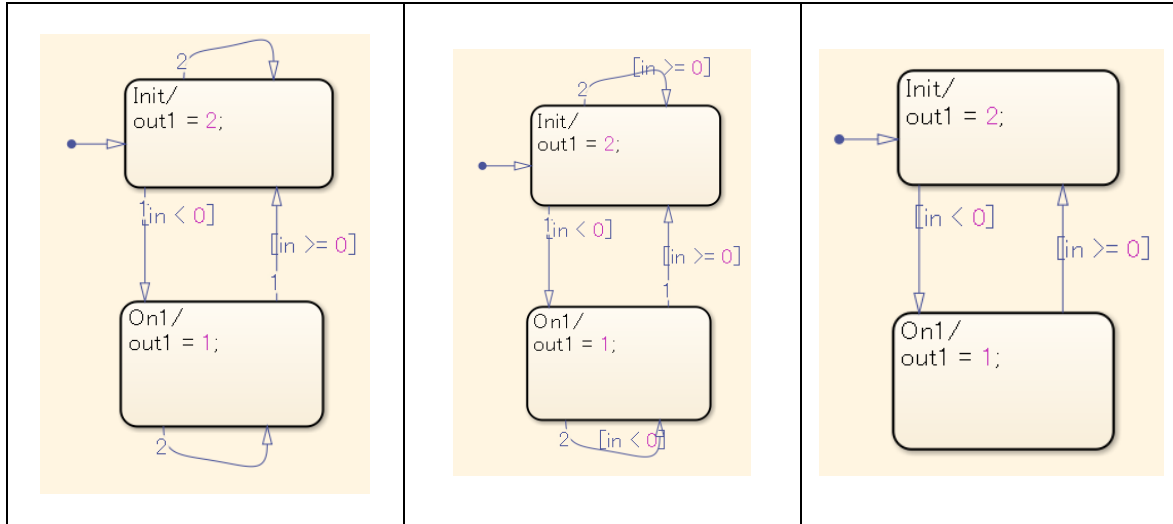 2
Init/
out1 = 2;
1
[in < 0]
[in >= 0]
1
On1/
out1 = 1;
2
[in >= 0]
2
Init/
out1 = 2;
1
[in < 0]
[in >= 0]
1
On1/
out1 = 1;
2
[in < 0]
Init/
out1 = 2;
[in < 0]
[in >= 0]
On1/
out1 = 1;